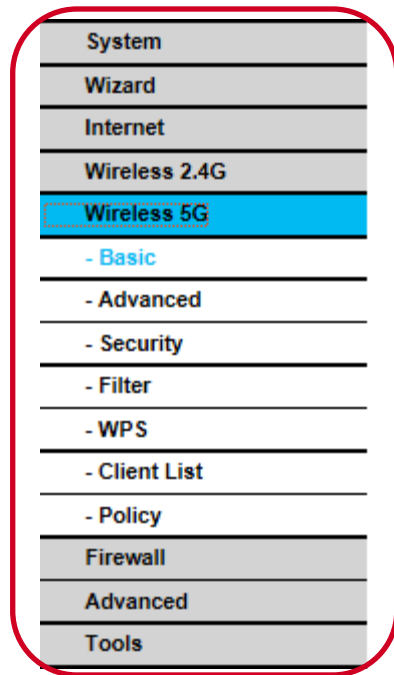 System
Wizard
Internet
Wireless 2.4G
Wireless 5G
- Basic
- Advanced
- Security
- Filter
- WPS
- Client List
- Policy
Firewall
Advanced
Tools